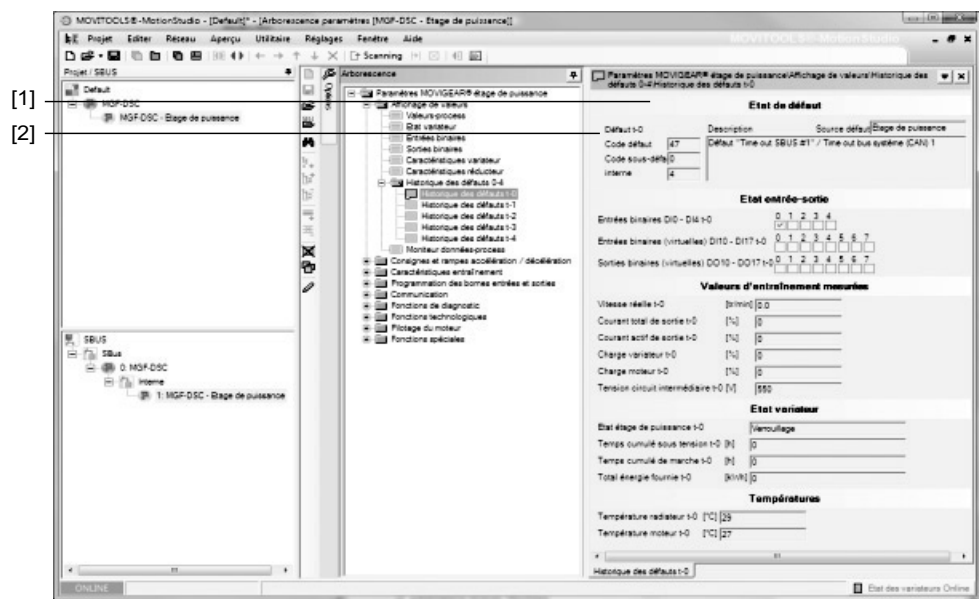 MOVITOOLS®-MotionStudio - [Default]* - [Arborescence paramètres [MGF-DSC - Etage de puissance]]
Projet Editer Réseau Aperçu Utilitaire Réglages Fenêtre Aide
MOVITOOLS®-MotionStudio
Scanning
Projet / SBUS
Default
MGF-DSC
MGF-DSC - Etage de puissance
SBUS
SBus
0: MGF-DSC
Interne
1: MGF-DSC - Etage de puissance
Options
Arborescence
Paramètres MOVIGEAR® étage de puissance
Affichage de valeurs
Valeurs-process
Etat variateur
Entrées binaires
Sorties binaires
Caractéristiques variateur
Caractéristiques réducteur
Historique des défauts 0-4
Historique des défauts t-0
Historique des défauts t-1
Historique des défauts t-2
Historique des défauts t-3
Historique des défauts t-4
Moniteur données-process
Consignes et rampes accélération / décélération
Caractéristiques entraînement
Programmation des bornes entrées et sorties
Communication
Fonctions de diagnostic
Fonctions technologiques
Pilotage du moteur
Fonctions spéciales
[1]
[2]
Paramètres MOVIGEAR® étage de puissance\Affichage de valeurs\Historique des
défauts 0-4\Historique des défauts t-0
Etat de défaut
Défaut t-0 Description Source défaut Etage de puissance
Code défaut 47 Défaut "Time out SBUS #1" / Time out bus système (CAN) 1
Code sous-défa 0
interne 4
Etat entrée-sortie
0 1 2 3 4
Entrées binaires DI0 - DI4 t-0
0 1 2 3 4 5 6 7
Entrées binaires (virtuelles) DI10 - DI17 t-0
0 1 2 3 4 5 6 7
Sorties binaires (virtuelles) DO10 - DO17 t-0
Valeurs d'entraînement mesurées
Vitesse réelle t-0 [tr/min] 0.0
Courant total de sortie t-0 [%] 0
Courant actif de sortie t-0 [%] 0
Charge variateur t-0 [%] 0
Charge moteur t-0 [%] 0
Tension circuit intermédiaire t-0 [V] 550
Etat variateur
Etat étage de puissance t-0 Verrouillage
Temps cumulé sous tension t-0 [h] 0
Temps cumulé de marche t-0 [h] 0
Total énergie fournie t-0 [kWh] 0
Températures
Température radiateur t-0 [°C] 29
Température moteur t-0 [°C] 27
Historique des défauts t-0
ONLINE
Etat des variateurs Online